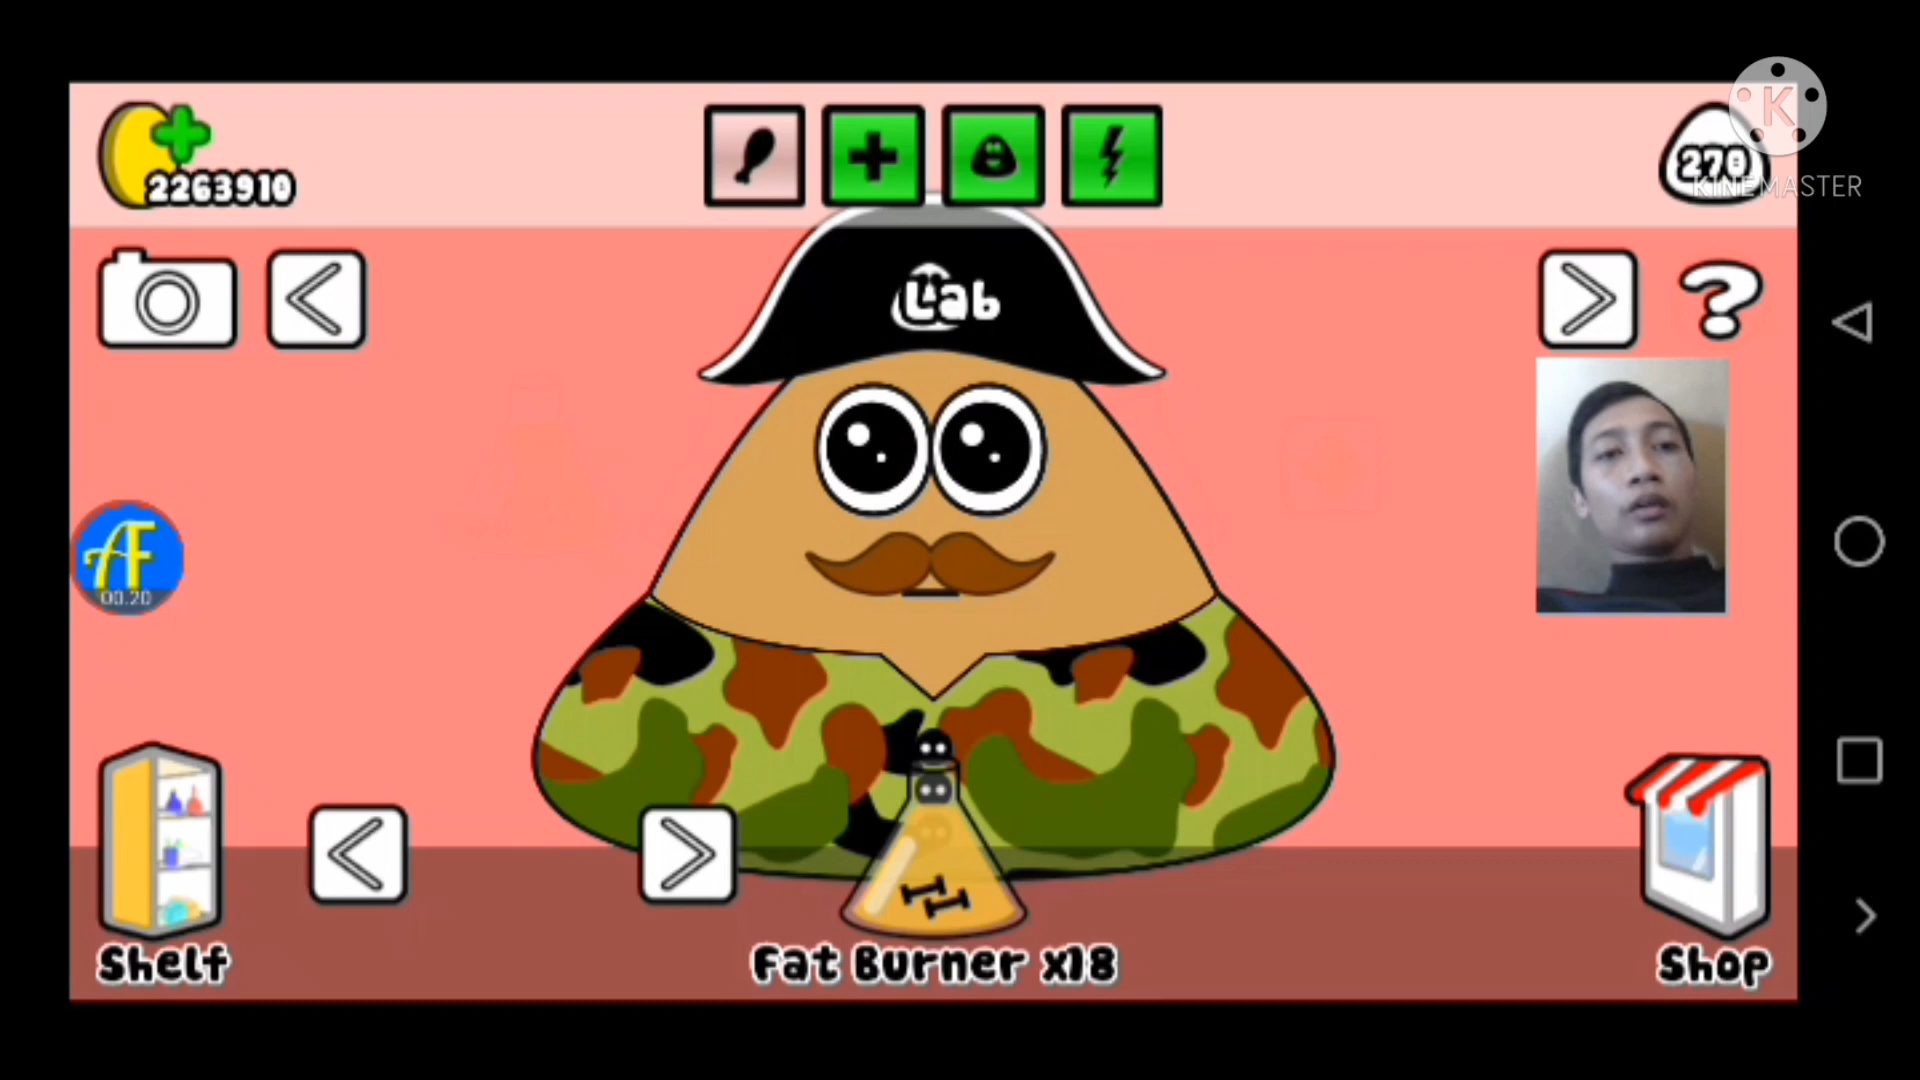 2263910
270
K
KINEMASTER
Lab
AF
00.20
Shelf
Fat Burner x18
Shop